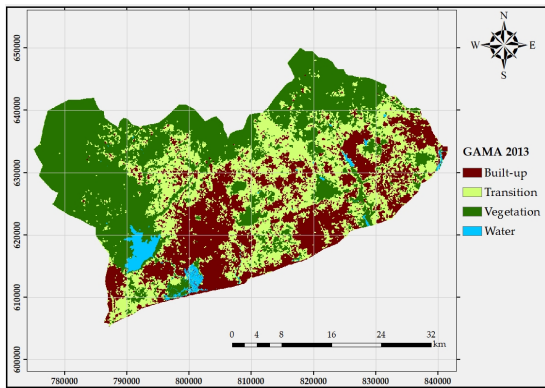 N
W E
S
GAMA 2013
Built-up
Transition
Vegetation
Water
650000
640000
630000
620000
610000
600000
0 4 8 16 24 32
km
780000 790000 800000 810000 820000 830000 840000